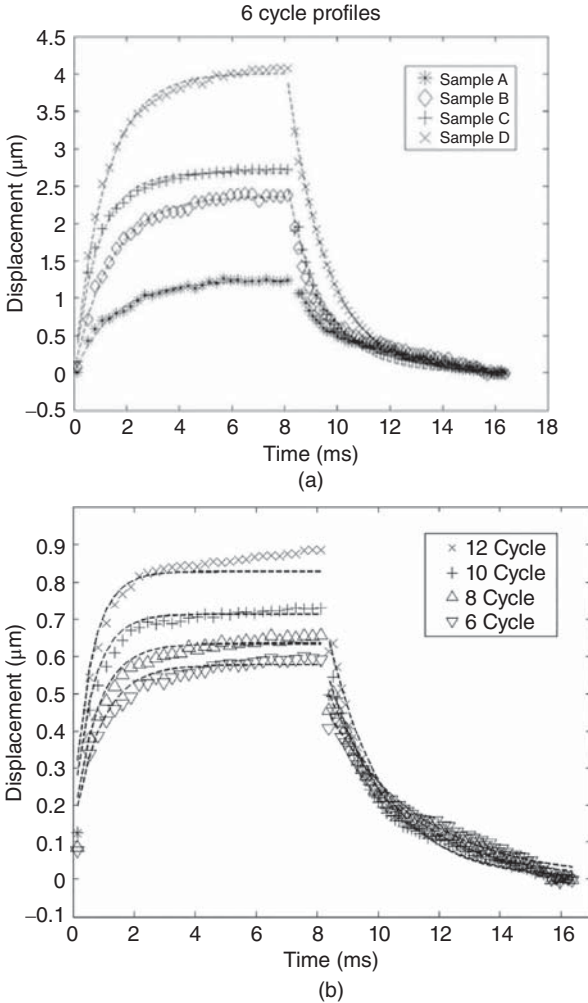 6 cycle profiles
4.5
4
3.5
3
2.5
2
1.5
1
0.5
0
−0.5
Displacement (μm)
Sample A
Sample B
Sample C
Sample D
0 2 4 6 8 10 12 14 16 18
Time (ms)
(a)
0.9
0.8
0.7
0.6
0.5
0.4
0.3
0.2
0.1
0
−0.1
Displacement (μm)
12 Cycle
10 Cycle
8 Cycle
6 Cycle
0 2 4 6 8 10 12 14 16
Time (ms)
(b)